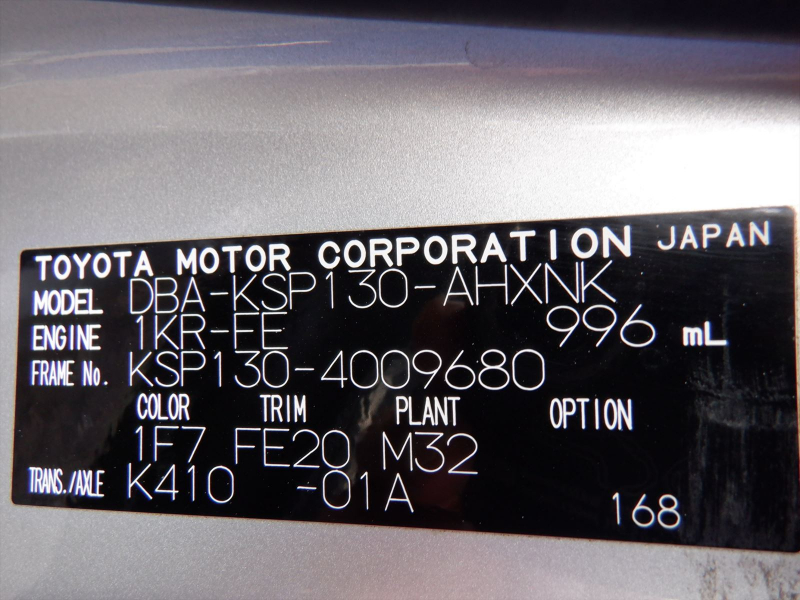 TOYOTA MOTOR CORPORATION JAPAN
MODEL DBA-KSP130-AHXNK
ENGINE 1KR-FE 996 mL
FRAME No. KSP130-4009680
COLOR TRIM PLANT OPTION
1F7 FE20 M32
TRANS./AXLE K410 -01A
168